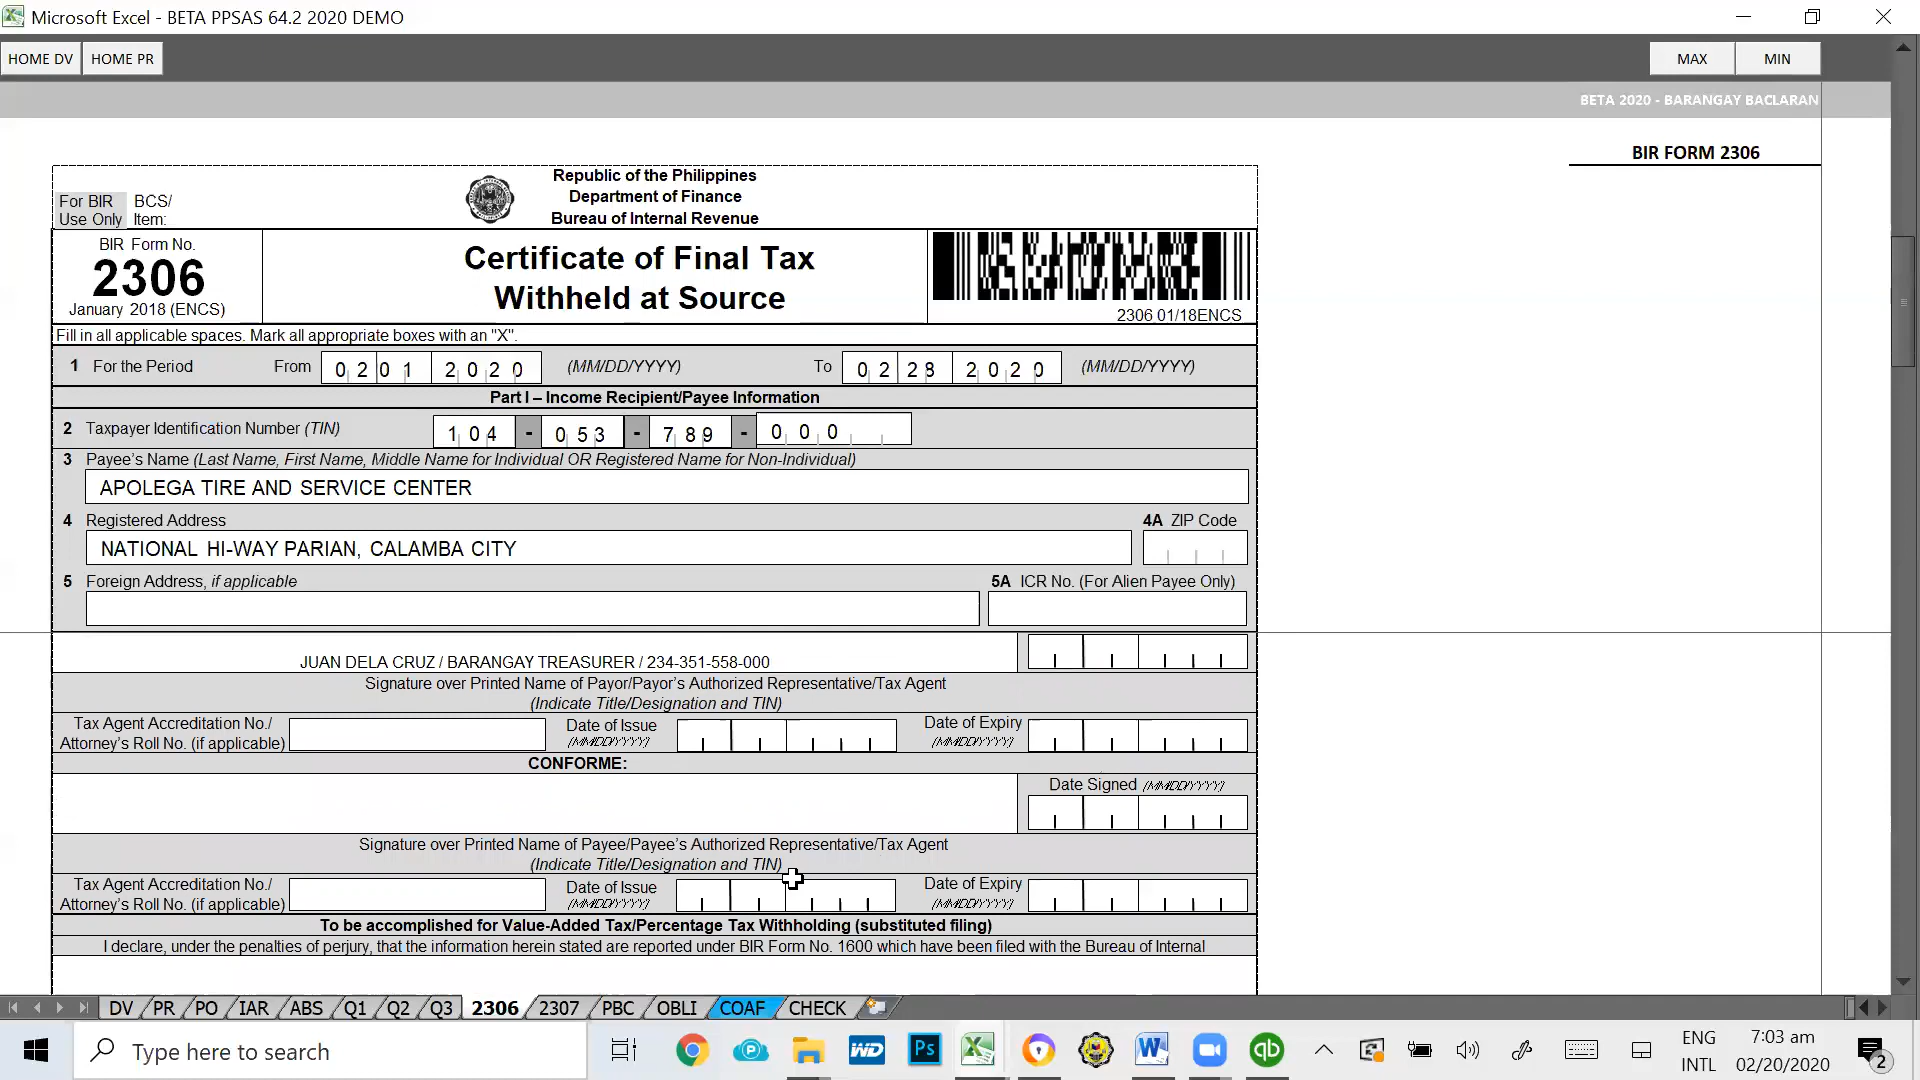 Microsoft Excel - BETA PPSAS 64.2 2020 DEMO
HOME DV HOME PR MAX MIN
BETA 2020 - BARANGAY BACLARAN
BIR FORM 2306
Republic of the Philippines
Department of Finance
Bureau of Internal Revenue
For BIR BCS/
Use Only Item:
BIR Form No.
2306
January 2018 (ENCS)
Certificate of Final Tax
Withheld at Source
2306 01/18ENCS
Fill in all applicable spaces. Mark all appropriate boxes with an "X".
1 For the Period From 0 2 0 1 2 0 2 0 (MM/DD/YYYY) To 0 2 2 8 2 0 2 0 (MM/DD/YYYY)
Part I – Income Recipient/Payee Information
2 Taxpayer Identification Number (TIN) 1 0 4 - 0 5 3 - 7 8 9 - 0 0 0
3 Payee's Name (Last Name, First Name, Middle Name for Individual OR Registered Name for Non-Individual)
APOLEGA TIRE AND SERVICE CENTER
4 Registered Address 4A ZIP Code
NATIONAL HI-WAY PARIAN, CALAMBA CITY
5 Foreign Address, if applicable 5A ICR No. (For Alien Payee Only)
JUAN DELA CRUZ / BARANGAY TREASURER / 234-351-558-000
Signature over Printed Name of Payor/Payor's Authorized Representative/Tax Agent
(Indicate Title/Designation and TIN)
Tax Agent Accreditation No./ Date of Issue Date of Expiry
Attorney's Roll No. (if applicable) (MM/DD/YYYY) (MM/DD/YYYY)
CONFORME:
Date Signed (MM/DD/YYYY)
Signature over Printed Name of Payee/Payee's Authorized Representative/Tax Agent
(Indicate Title/Designation and TIN)
Tax Agent Accreditation No./ Date of Issue Date of Expiry
Attorney's Roll No. (if applicable) (MM/DD/YYYY) (MM/DD/YYYY)
To be accomplished for Value-Added Tax/Percentage Tax Withholding (substituted filing)
I declare, under the penalties of perjury, that the information herein stated are reported under BIR Form No. 1600 which have been filed with the Bureau of Internal
DV PR PO IAR ABS Q1 Q2 Q3 2306 2307 PBC OBLI COAF CHECK
Type here to search
WD Ps W qb
ENG 7:03 am
INTL 02/20/2020 2